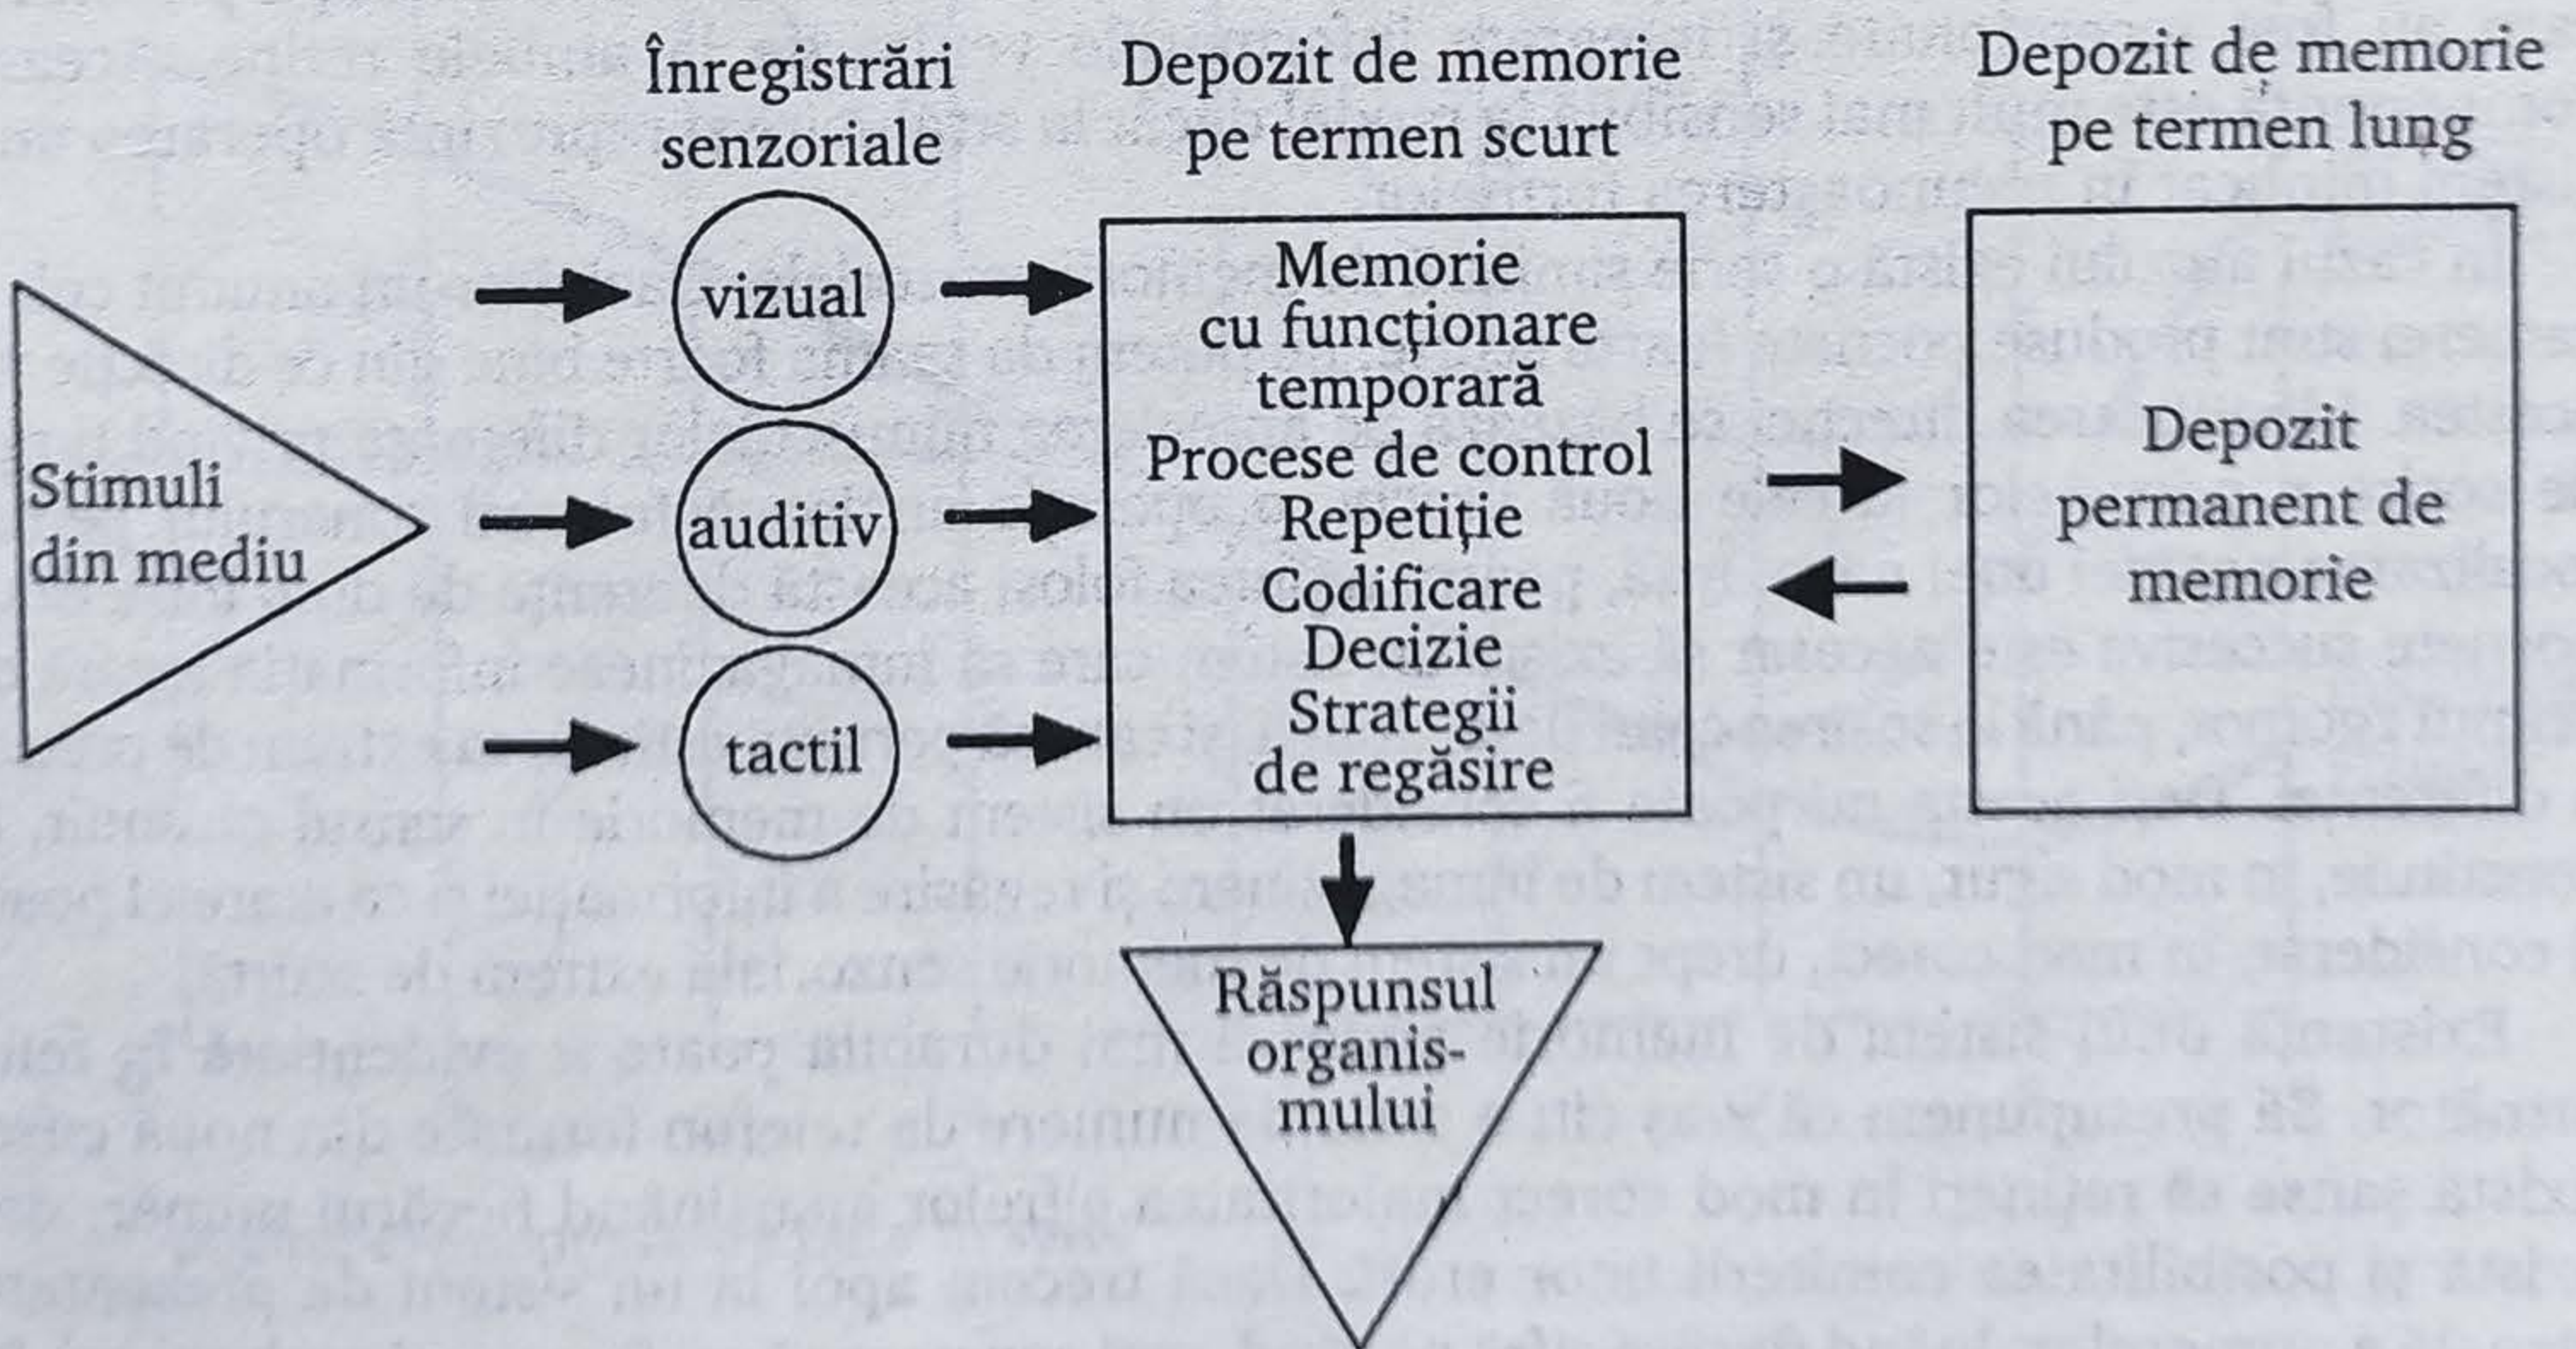 Înregistrări
senzoriale
Depozit de memorie
pe termen scurt
Depozit de memorie
pe termen lung
Stimuli
din mediu
vizual
auditiv
tactil
Memorie
cu funcționare
temporară
Procese de control
Repetiție
Codificare
Decizie
Strategii
de regăsire
Depozit
permanent de
memorie
Răspunsul
organis-
mului